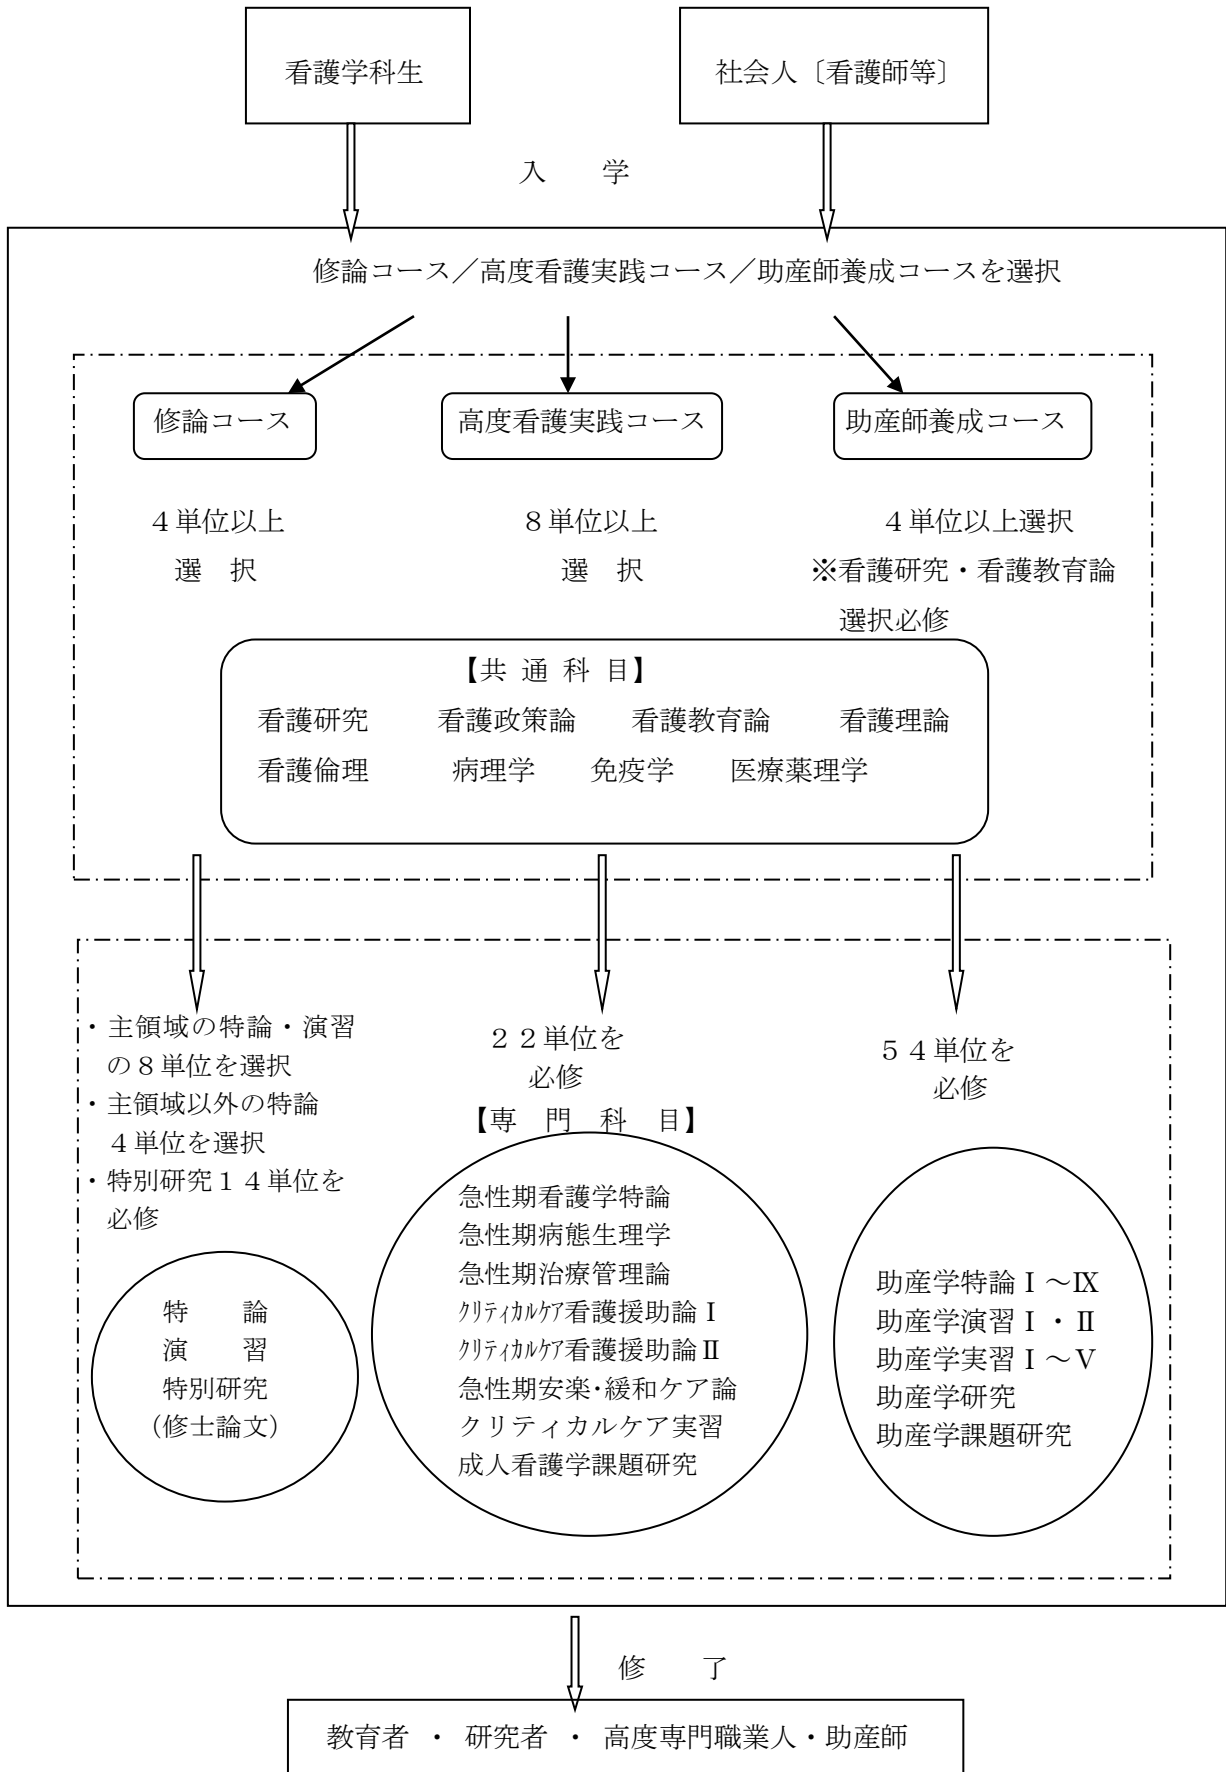 看護学科生
社会人〔看護師等〕
入　学
修論コース／高度看護実践コース／助産師養成コースを選択
修論コース
高度看護実践コース
助産師養成コース
４単位以上
選　択
８単位以上
選　択
４単位以上選択
※看護研究・看護教育論
選択必修
【共 通 科 目】
看護研究　看護政策論　看護教育論　看護理論
看護倫理　病理学　免疫学　医療薬理学
・主領域の特論・演習
の８単位を選択
・主領域以外の特論
４単位を選択
・特別研究１４単位を
必修
特　論
演　習
特別研究
(修士論文)
２２単位を
必修
【専　門　科　目】
急性期看護学特論
急性期病態生理学
急性期治療管理論
ｸﾘﾃｨｶﾙｹｱ看護援助論Ⅰ
ｸﾘﾃｨｶﾙｹｱ看護援助論Ⅱ
急性期安楽･緩和ケア論
クリティカルケア実習
成人看護学課題研究
５４単位を
必修
助産学特論Ⅰ～Ⅸ
助産学演習Ⅰ・Ⅱ
助産学実習Ⅰ～Ⅴ
助産学研究
助産学課題研究
修　了
教育者 ・ 研究者 ・ 高度専門職業人・助産師